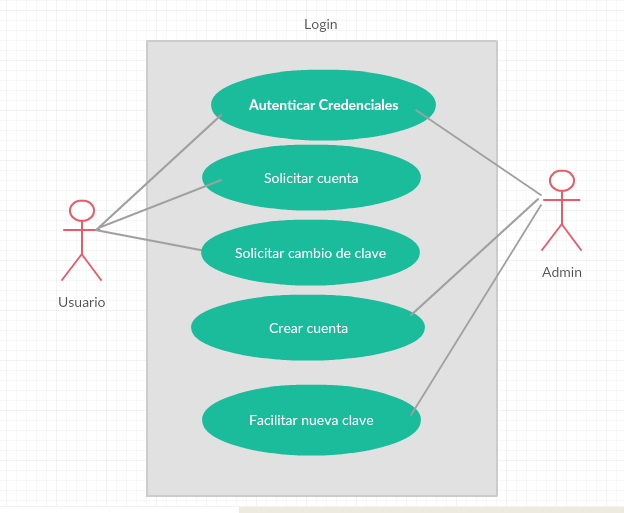 Login
Autenticar Credenciales
Solicitar cuenta
Solicitar cambio de clave
Usuario
Admin
Crear cuenta
Facilitar nueva clave